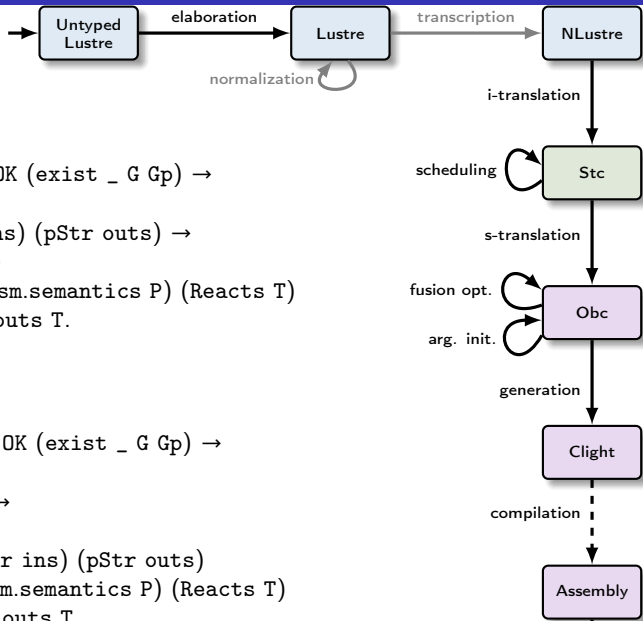 Untyped
Lustre
elaboration
Lustre
transcription
NLustre
normalization
i-translation
OK (exist _ G Gp) →
scheduling
Stc
ns) (pStr outs) →
s-translation
sm.semantics P) (Reacts T)
fusion opt.
Obc
outs T.
arg. init.
generation
OK (exist _ G Gp) →
Clight
→
compilation
r ins) (pStr outs)
m.semantics P) (Reacts T)
Assembly
outs T